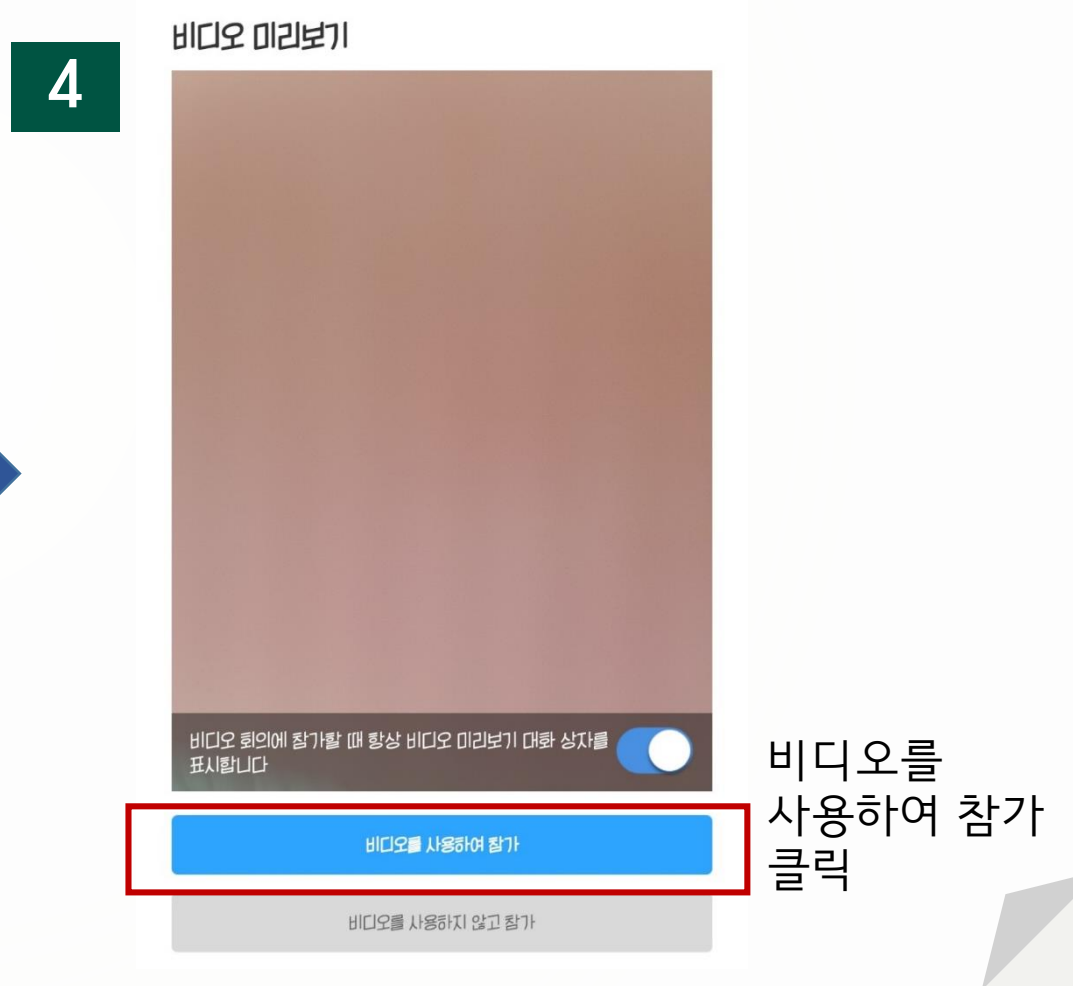 4
비디오 미리보기
비디오 회의에 참가할 때 항상 비디오 미리보기 대화 상자를
표시합니다
비디오를 사용하여 참가
비디오를 사용하지 않고 참가
비디오를
사용하여 참가
클릭